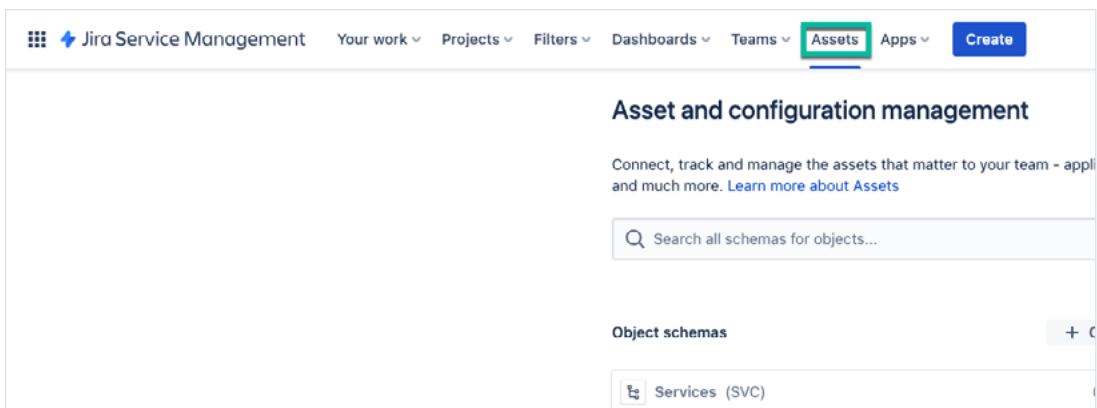 Jira Service Management Your work Projects Filters Dashboards Teams Assets Apps Create
Asset and configuration management
Connect, track and manage the assets that matter to your team -
and much more. Learn more about Assets
Search all schemas for objects...
Object schemas +
Services (SVC)